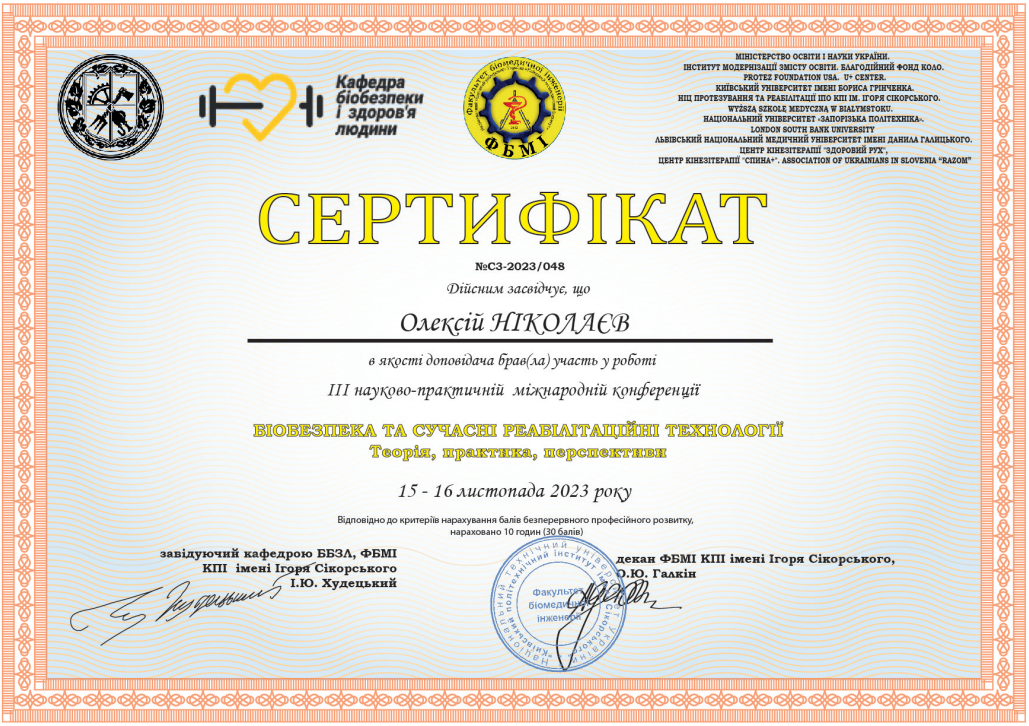 МІНІСТЕРСТВО ОСВІТИ І НАУКИ УКРАЇНИ.
ІНСТИТУТ МОДЕРНІЗАЦІЇ ЗМІСТУ ОСВІТИ. БЛАГОДІЙНИЙ ФОНД КОЛО.
PROTEZ FOUNDATION USA. U+ CENTER.
КИЇВСЬКИЙ УНІВЕРСИТЕТ ІМЕНІ БОРИСА ГРІНЧЕНКА.
НІЦ ПРОТЕЗУВАННЯ ТА РЕАБІЛІТАЦІЇ ІПО КПІ ІМ. ІГОРЯ СІКОРСЬКОГО.
WYŻSZĄ SZKOLE MEDYCZNĄ W BIALYMSTOKU.
НАЦІОНАЛЬНИЙ УНІВЕРСИТЕТ «ЗАПОРІЗЬКА ПОЛІТЕХНІКА».
LONDON SOUTH BANK UNIVERSITY
ЛЬВІВСЬКИЙ НАЦІОНАЛЬНИЙ МЕДИЧНИЙ УНІВЕРСИТЕТ ІМЕНІ ДАНИЛА ГАЛИЦЬКОГО.
ЦЕНТР КІНЕЗІТЕРАПІЇ "ЗДОРОВИЙ РУХ",
ЦЕНТР КІНЕЗІТЕРАПІЇ "СПИНА+". ASSOCIATION OF UKRAINIANS IN SLOVENIA “RAZOM”
Кафедра
біобезпеки
і здоров'я
людини
Факультет біомедичної інженерії
ФБМІ
СЕРТИФІКАТ
№СЗ-2023/048
Дійсним засвідчує, що
Олексій НІКОЛАЄВ
в якості доповідача брав(ла) участь у роботі
ІІІ науково-практичній міжнародній конференції
БІОБЕЗПЕКА ТА СУЧАСНІ РЕАБІЛІТАЦІЙНІ ТЕХНОЛОГІЇ
Теорія, практика, перспективи
15 - 16 листопада 2023 року
Відповідно до критеріїв нарахування балів безперервного професійного розвитку,
нараховано 10 годин (30 балів)
завідуючий кафедрою ББЗЛ, ФБМІ
КПІ імені Ігоря Сікорського
І.Ю. Худецький
декан ФБМІ КПІ імені Ігоря Сікорського,
О.Ю. Галкін
Факультет
біомедичної
інженерії